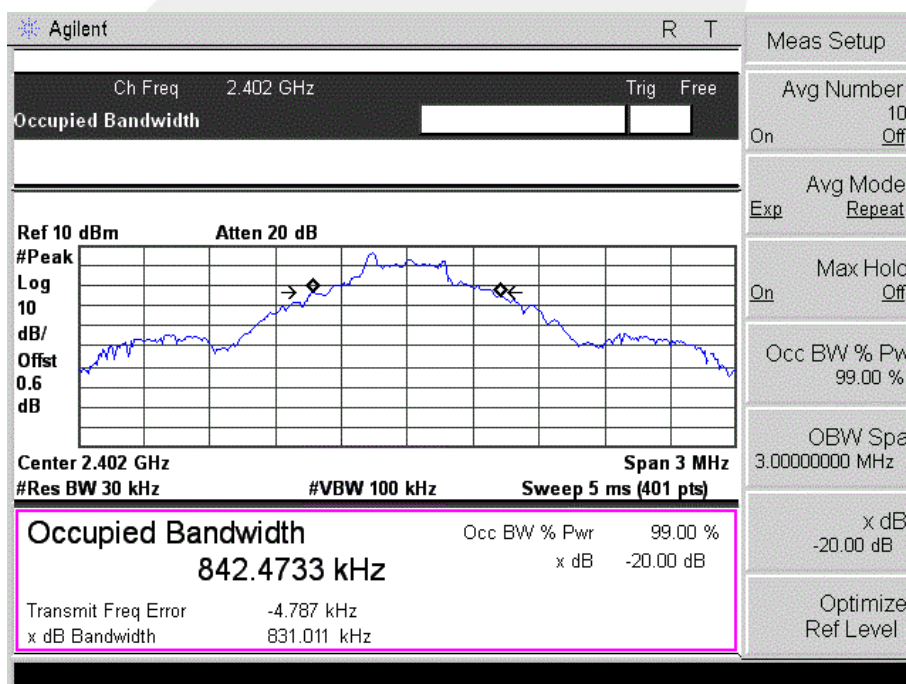 Agilent R T
Ch Freq 2.402 GHz Trig Free
Occupied Bandwidth
Ref 10 dBm Atten 20 dB
#Peak
Log
10
dB/
Offst
0.6
dB
Center 2.402 GHz Span 3 MHz
#Res BW 30 kHz #VBW 100 kHz Sweep 5 ms (401 pts)
Occupied Bandwidth
842.4733 kHz
Occ BW % Pwr 99.00 %
x dB -20.00 dB
Transmit Freq Error -4.787 kHz
x dB Bandwidth 831.011 kHz
Meas Setup
Avg Number
10
On Off
Avg Mode
Exp Repeat
Max Hold
On Off
Occ BW % Pw
99.00 %
OBW Spa
3.00000000 MHz
x dB
-20.00 dB
Optimize
Ref Level